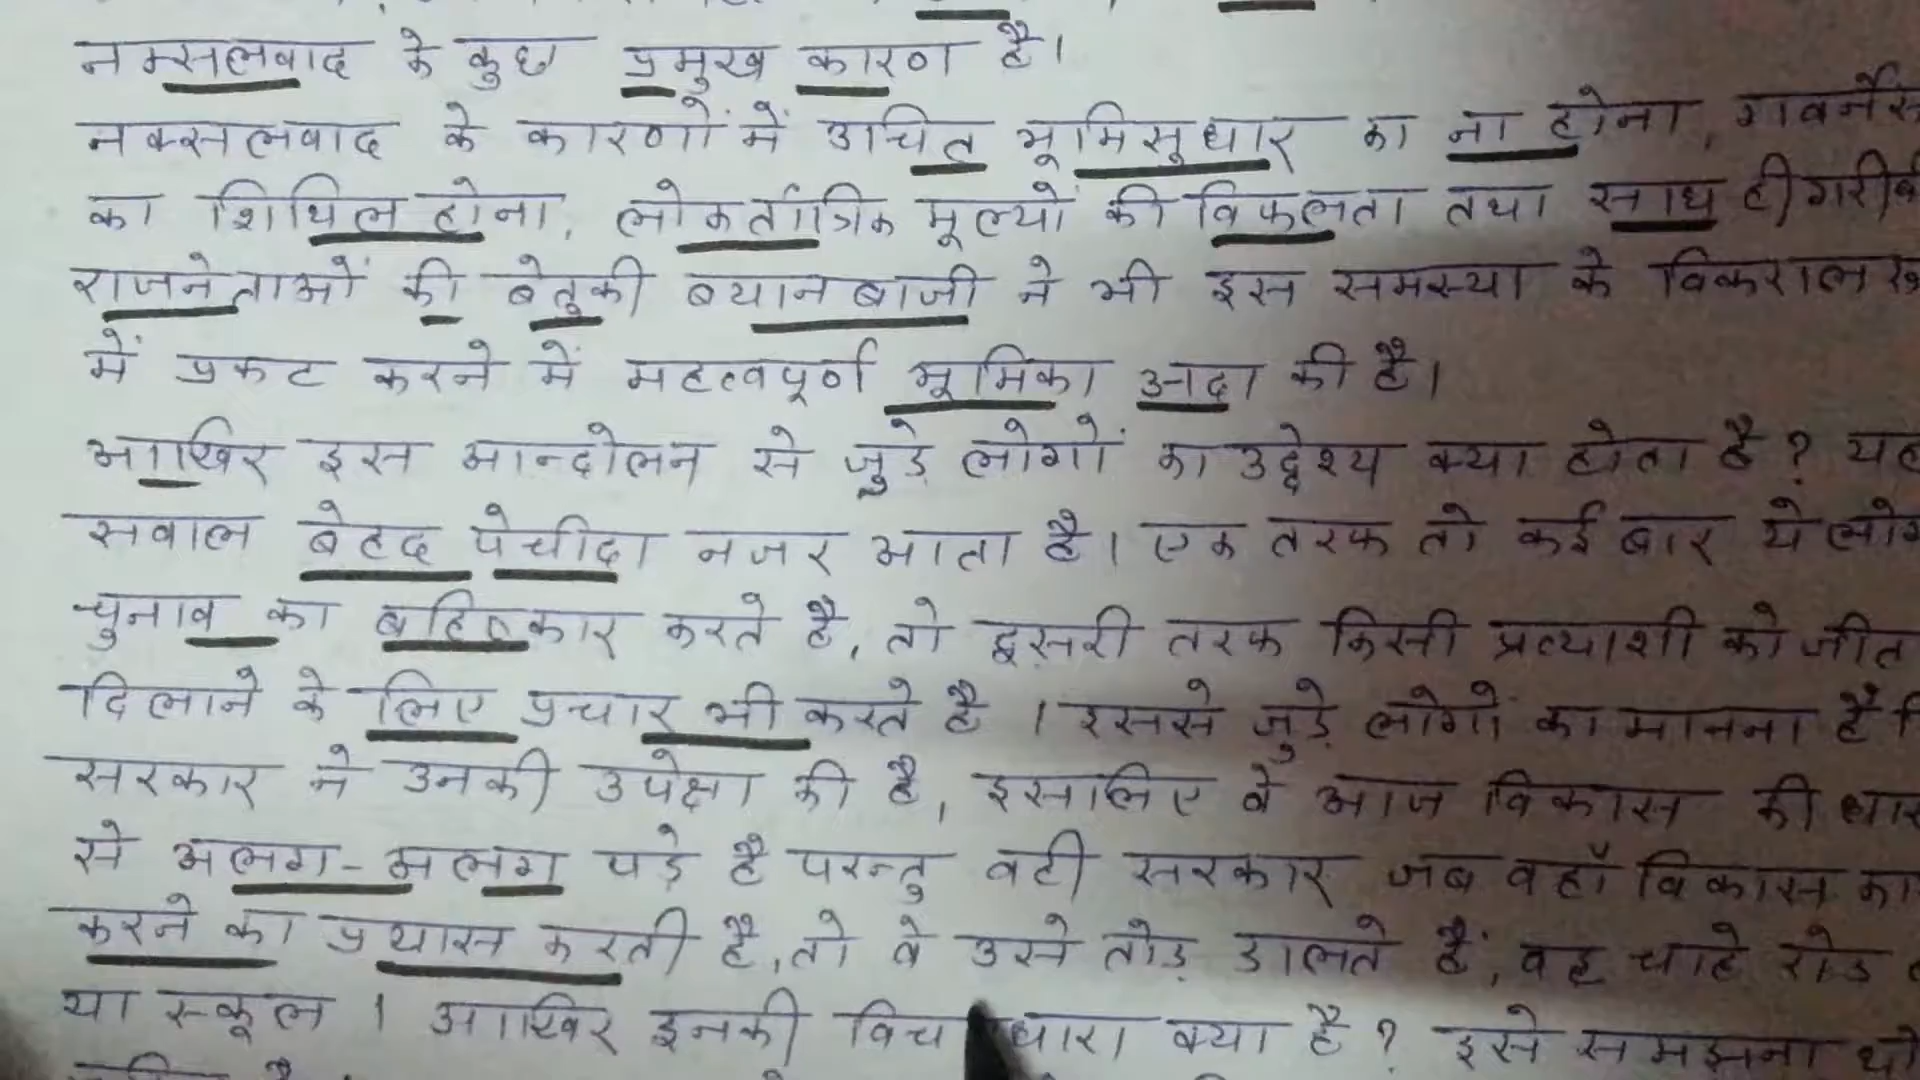 नक्सलवाद के कुछ प्रमुख कारण है।
नक्सलवाद के कारणों में उचित भूमिसुधार का ना होना,
का शिथिल होना, लोकतांत्रिक मूल्यों की विफलता तथा साथ ही
राजनेताओं की बेतुकी बयानबाजी ने भी इस समस्या के विकराल
में प्रकट करने में महत्वपूर्ण भूमिका अदा की है।
आखिर इस आन्दोलन से जुड़े लोगों का उद्देश्य क्या होता है? यह
सवाल बेहद पेचीदा नजर आता है। एक तरफ तो कई बार ये
चुनाव का बहिष्कार करते है, तो दूसरी तरफ किसी प्रत्याशी को जीत
दिलाने के लिए प्रचार भी करते है। इससे जुड़े लोगों का मानना है
सरकार ने उनकी उपेक्षा की है, इसलिए वे आज विकास की
से अलग-अलग पड़े है परन्तु वही सरकार जब वहाँ विकास
करने का प्रयास करती है, तो वे उसे तोड़ डालते हैं, वह चाहे रोड
या स्कूल। आखिर इनकी क्या है? इसे समझना